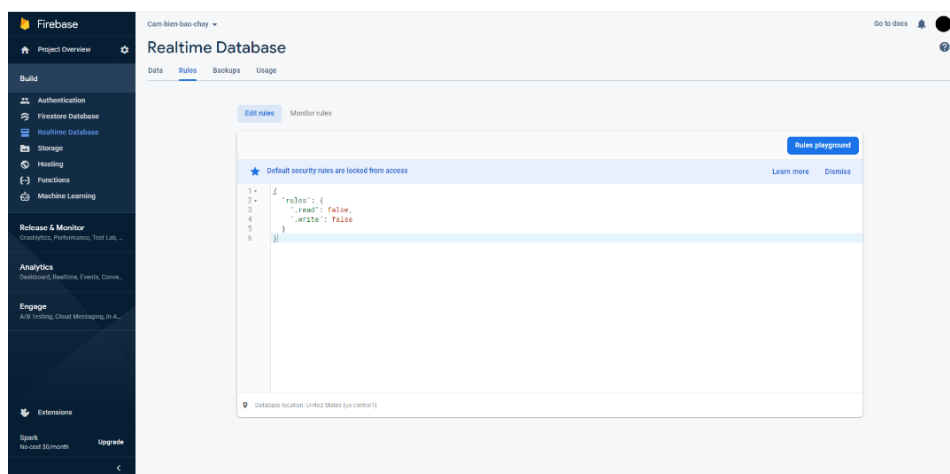 Firebase
Project Overview
Build
Authentication
Firestore Database
Realtime Database
Storage
Hosting
Functions
Machine Learning
Release & Monitor
Crashlytics, Performance, Test Lab, ...
Analytics
Dashboard, Realtime, Events, Conve...
Engage
A/B Testing, Cloud Messaging, In-A...
Extensions
Spark
No-cost $0/month
Upgrade
Cam-bien-bao-chay
Go to docs
Realtime Database
Data Rules Backups Usage
Edit rules Monitor rules
Rules playground
Default security rules are locked from access
Learn more Dismiss
1 {
2 "rules": {
3 ".read": false,
4 ".write": false
5 }
6 }
Database location: United States (us-central1)